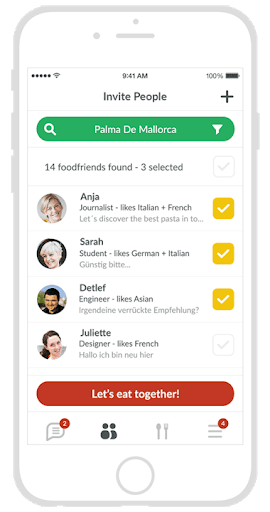 9:41 AM
100%
Invite People
Palma De Mallorca
14 foodfriends found - 3 selected
Anja
Journalist - likes Italian + French
Let´s discover the best pasta in to...
Sarah
Student - likes German + Italian
Günstig bitte...
Detlef
Engineer - likes Asian
Irgendeine verrückte Empfehlung?
Juliette
Designer - likes French
Hallo ich bin neu hier
Let's eat together!
2
4